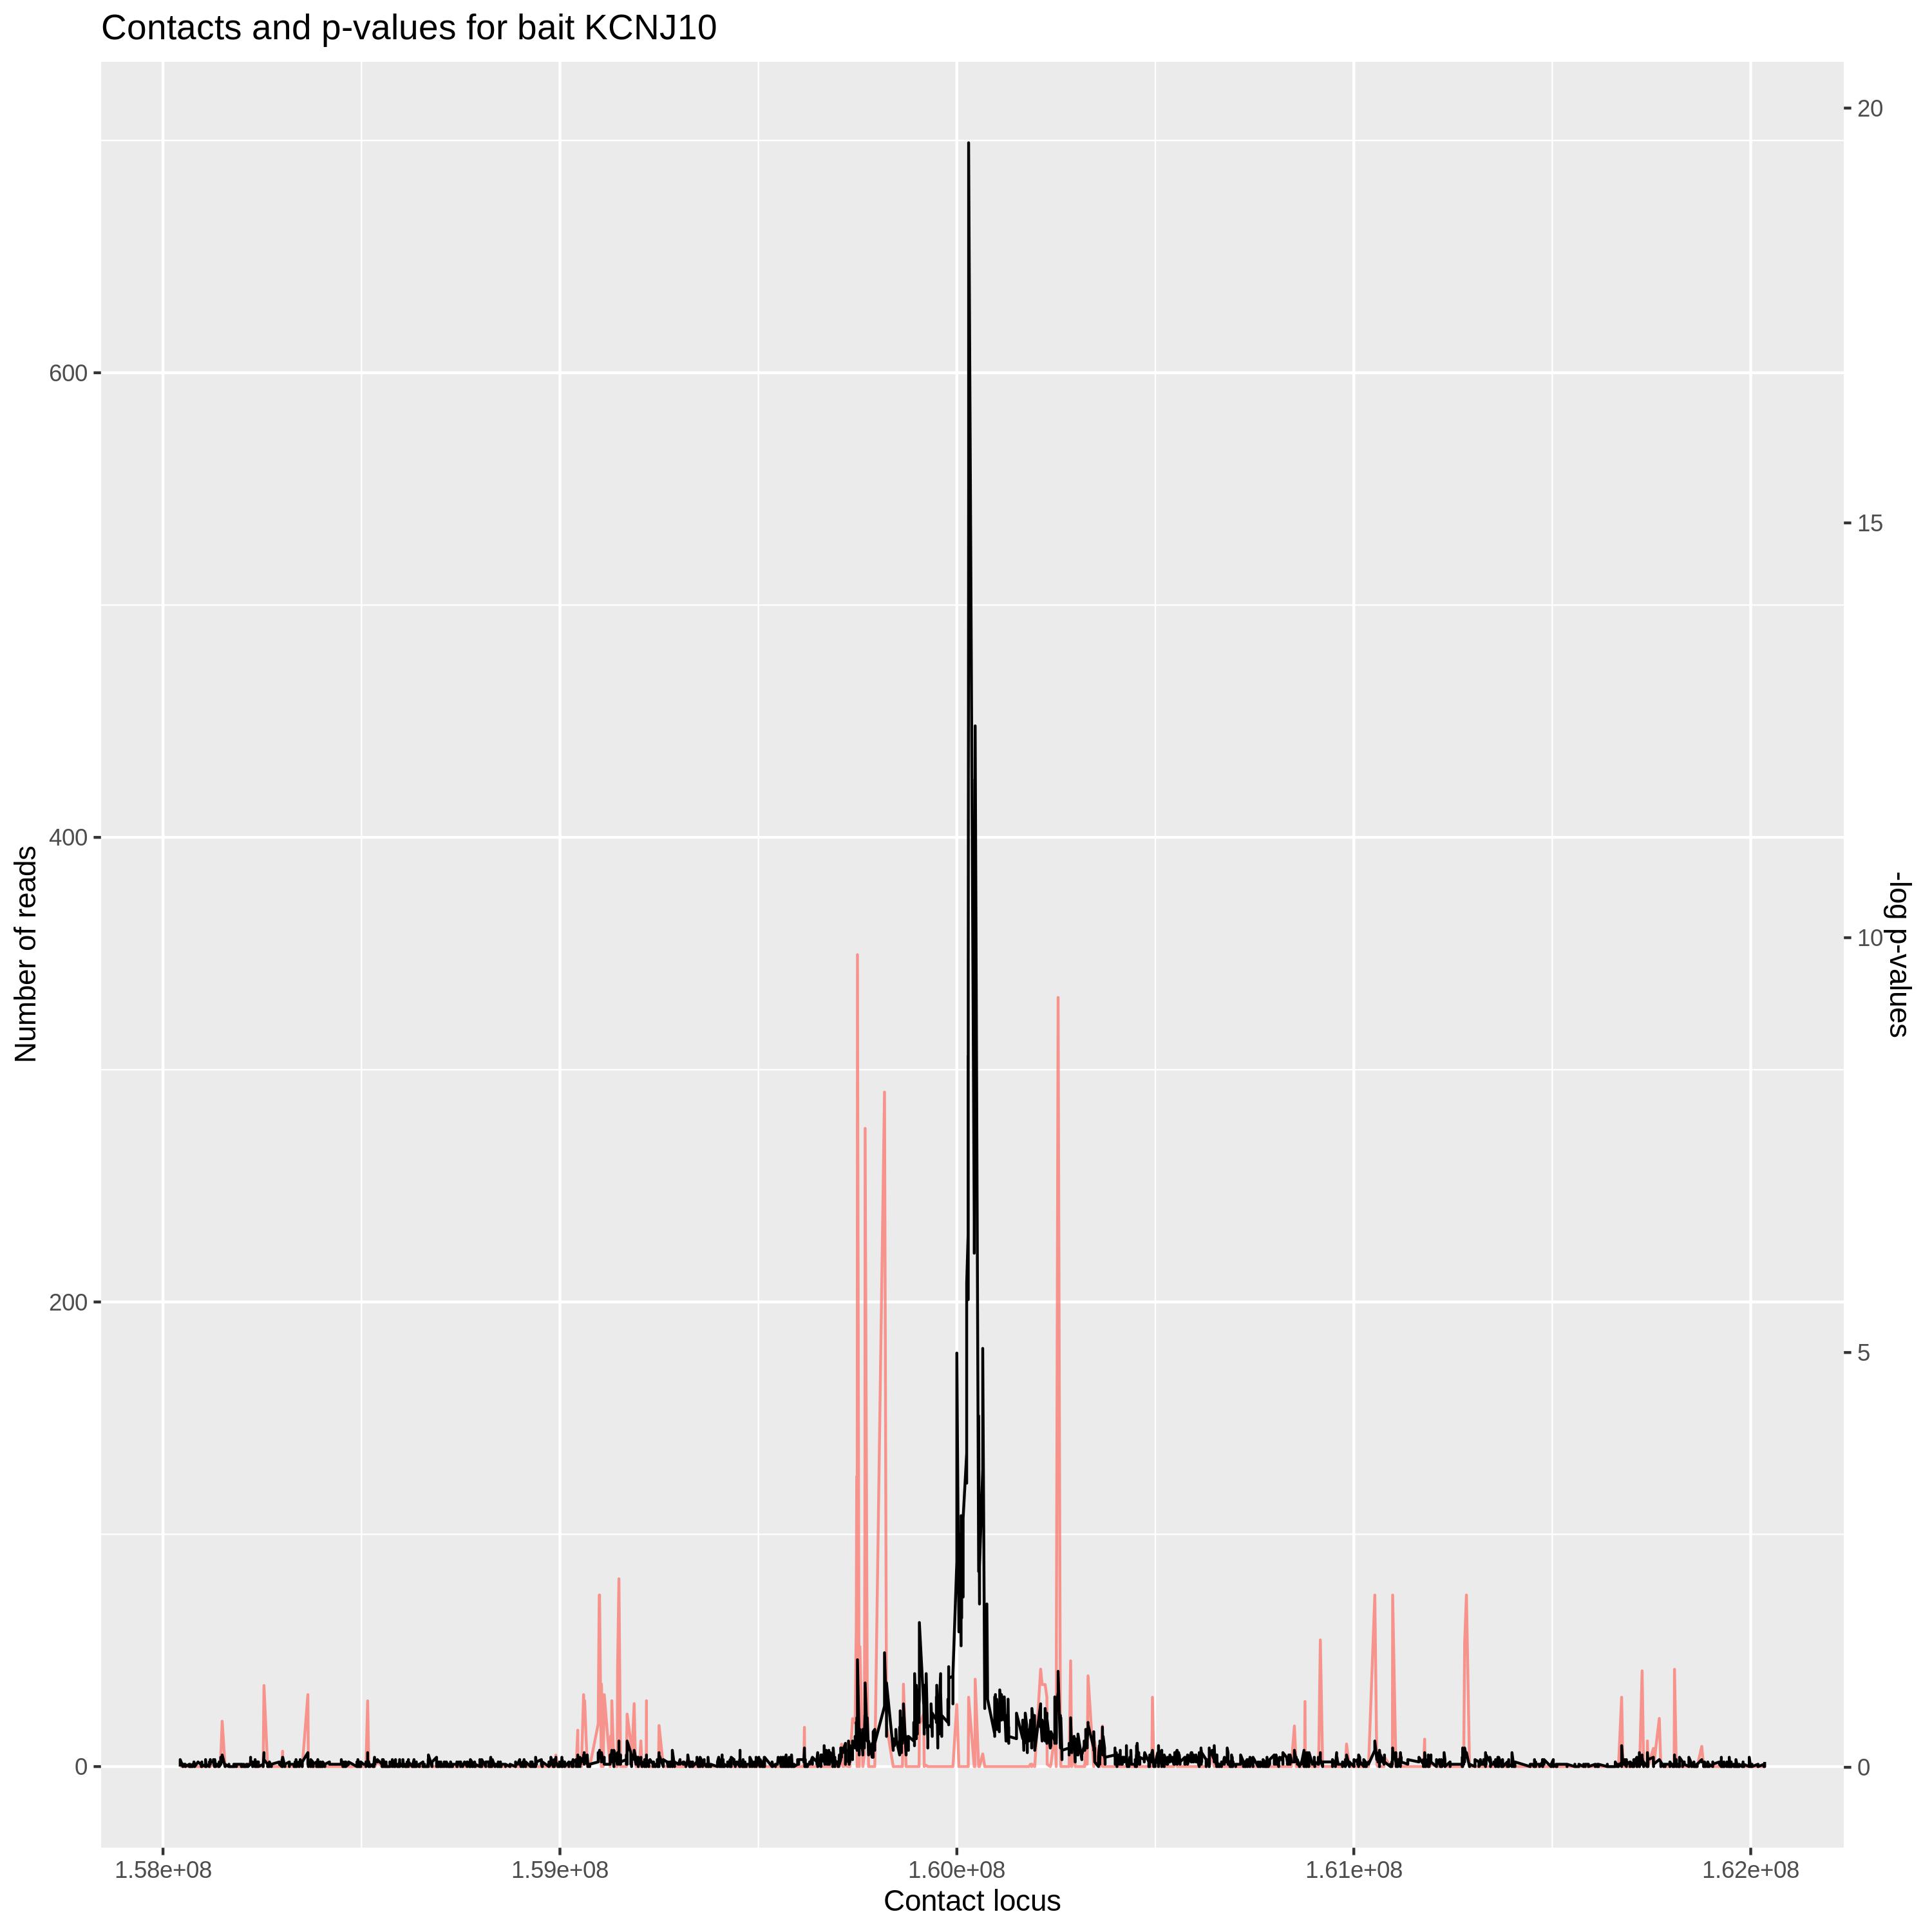 Contacts and p-values for bait KCNJ10
Number of reads
600
400
200
0
20
15
10
5
0
-log p-values
1.58e+08
1.59e+08
1.60e+08
1.61e+08
1.62e+08
Contact locus